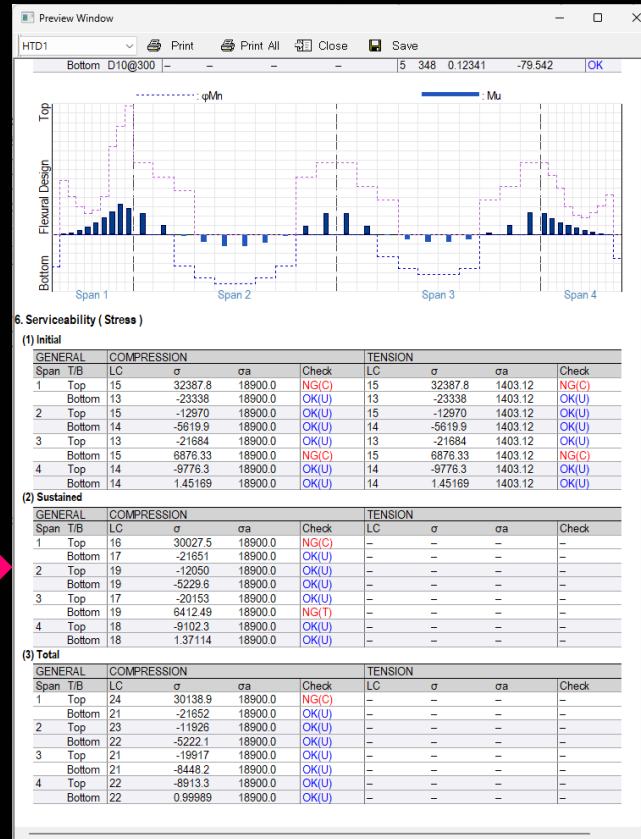 Preview Window
HTD1 Print Print All Close Save
Bottom D10@300 – – – – 5 348 0.12341 -79.542 OK
: φMn : Mu
Top
Flexural Design
Bottom
Span 1 Span 2 Span 3 Span 4
6. Serviceability ( Stress )
(1) Initial
GENERAL COMPRESSION TENSION
Span T/B LC σ σa Check LC σ σa Check
1 Top 15 32387.8 18900.0 NG(C) 15 32387.8 1403.12 NG(C)
Bottom 13 -23338 18900.0 OK(U) 13 -23338 1403.12 OK(U)
2 Top 15 -12970 18900.0 OK(U) 15 -12970 1403.12 OK(U)
Bottom 14 -5619.9 18900.0 OK(U) 14 -5619.9 1403.12 OK(U)
3 Top 13 -21684 18900.0 OK(U) 13 -21684 1403.12 OK(U)
Bottom 15 6876.33 18900.0 NG(C) 15 6876.33 1403.12 NG(C)
4 Top 14 -9776.3 18900.0 OK(U) 14 -9776.3 1403.12 OK(U)
Bottom 14 1.45169 18900.0 OK(U) 14 1.45169 1403.12 OK(U)
(2) Sustained
GENERAL COMPRESSION TENSION
Span T/B LC σ σa Check LC σ σa Check
1 Top 16 30027.5 18900.0 NG(C) – – – –
Bottom 17 -21651 18900.0 OK(U) – – – –
2 Top 19 -12050 18900.0 OK(U) – – – –
Bottom 19 -5229.6 18900.0 OK(U) – – – –
3 Top 17 -20153 18900.0 OK(U) – – – –
Bottom 19 6412.49 18900.0 NG(T) – – – –
4 Top 18 -9102.3 18900.0 OK(U) – – – –
Bottom 18 1.37114 18900.0 OK(U) – – – –
(3) Total
GENERAL COMPRESSION TENSION
Span T/B LC σ σa Check LC σ σa Check
1 Top 24 30138.9 18900.0 NG(C) – – – –
Bottom 21 -21652 18900.0 OK(U) – – – –
2 Top 23 -11926 18900.0 OK(U) – – – –
Bottom 22 -5222.1 18900.0 OK(U) – – – –
3 Top 21 -19917 18900.0 OK(U) – – – –
Bottom 21 -8448.2 18900.0 OK(U) – – – –
4 Top 22 -8913.3 18900.0 OK(U) – – – –
Bottom 22 0.99989 18900.0 OK(U) – – – –